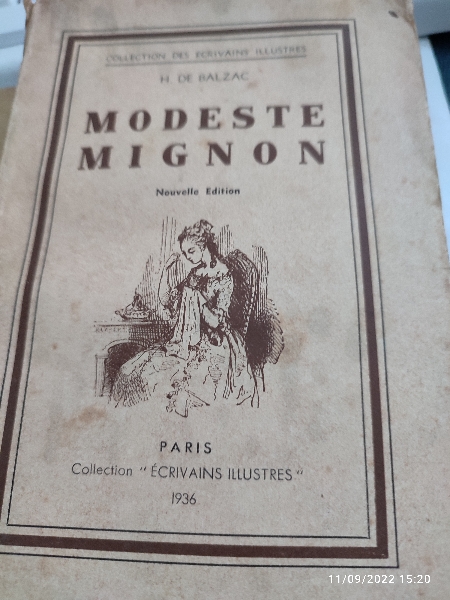 COLLECTION DES ECRIVAINS ILLUSTRES
H. DE BALZAC
MODESTE
MIGNON
Nouvelle Edition
PARIS
Collection "ÉCRIVAINS ILLUSTRES"
1936
11/09/2022 15:20